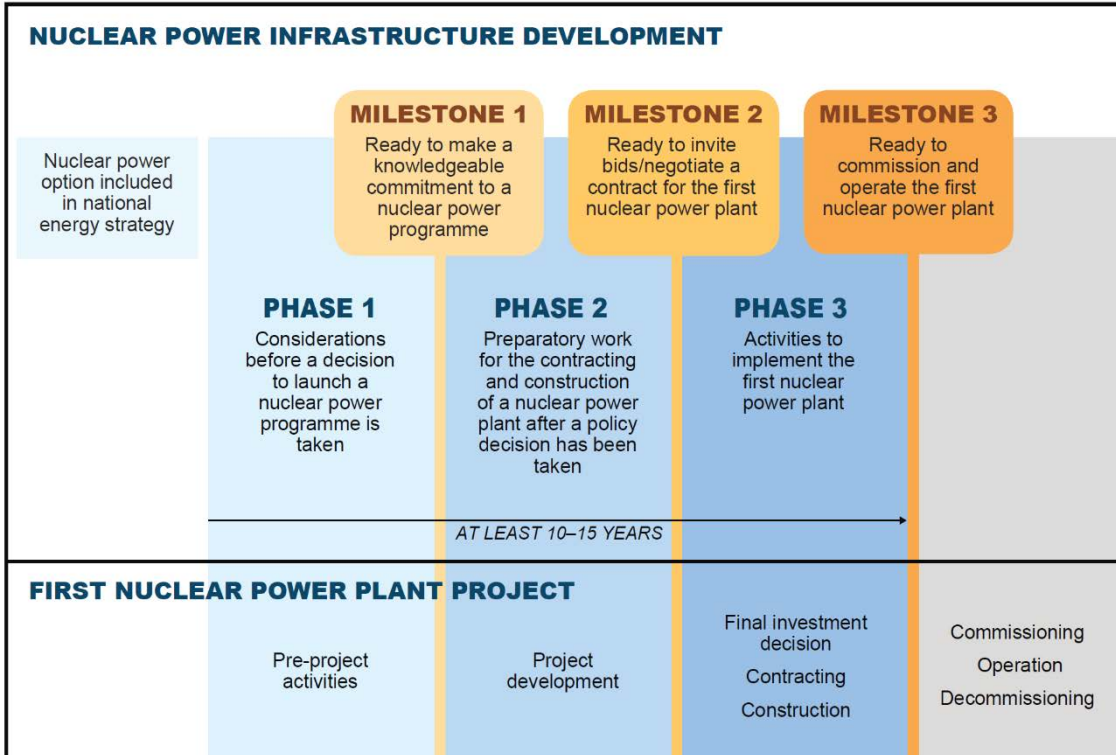 NUCLEAR POWER INFRASTRUCTURE DEVELOPMENT
Nuclear power
option included
in national
energy strategy
MILESTONE 1
Ready to make a
knowledgeable
commitment to a
nuclear power
programme
MILESTONE 2
Ready to invite
bids/negotiate a
contract for the first
nuclear power plant
MILESTONE 3
Ready to
commission and
operate the first
nuclear power plant
PHASE 1
Considerations
before a decision
to launch a
nuclear power
programme is
taken
PHASE 2
Preparatory work
for the contracting
and construction
of a nuclear power
plant after a policy
decision has been
taken
PHASE 3
Activities to
implement the
first nuclear
power plant
AT LEAST 10–15 YEARS
FIRST NUCLEAR POWER PLANT PROJECT
Pre-project
activities
Project
development
Final investment
decision
Contracting
Construction
Commissioning
Operation
Decommissioning